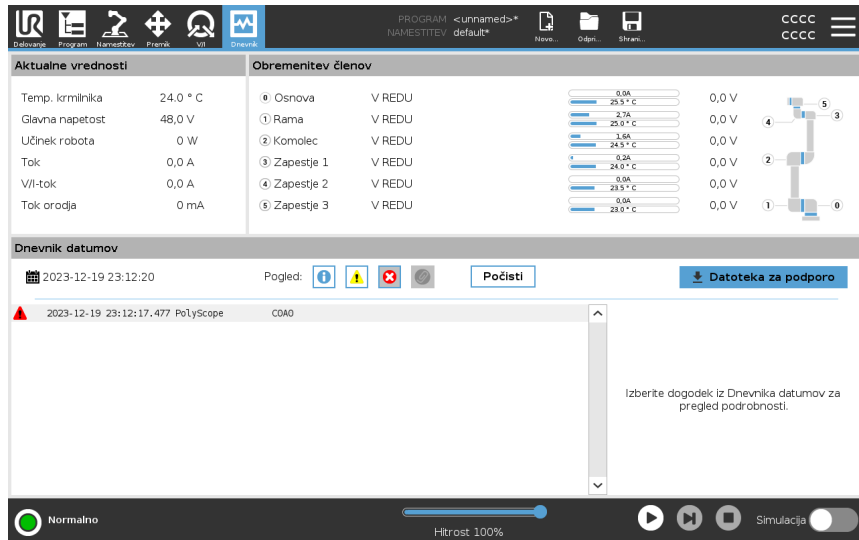 PROGRAM <unnamed>*
NAMESTITEV default*
CCCC
CCCC
Delovanje Program Namestitev Premik V/I Dnevnik Novo... Odpri... Shrani...
Aktualne vrednosti
Temp. krmilnika 24.0 ° C
Glavna napetost 48,0 V
Učinek robota 0 W
Tok 0,0 A
V/I-tok 0,0 A
Tok orodja 0 mA
Obremenitev členov
0 Osnova V REDU 0,0A 25.5 ° C 0,0 V
1 Rama V REDU 2,7A 25.0 ° C 0,0 V
2 Komolec V REDU 1,6A 24.5 ° C 0,0 V
3 Zapestje 1 V REDU 0,2A 24.0 ° C 0,0 V
4 Zapestje 2 V REDU 0,0A 23.5 ° C 0,0 V
5 Zapestje 3 V REDU 0,0A 23.0 ° C 0,0 V
5
4 3
2
1 0
Dnevnik datumov
2023-12-19 23:12:20 Pogled: Počisti Datoteka za podporo
2023-12-19 23:12:17.477 PolyScope C0A0
Izberite dogodek iz Dnevnika datumov za
pregled podrobnosti.
Normalno
Hitrost 100%
Simulacija